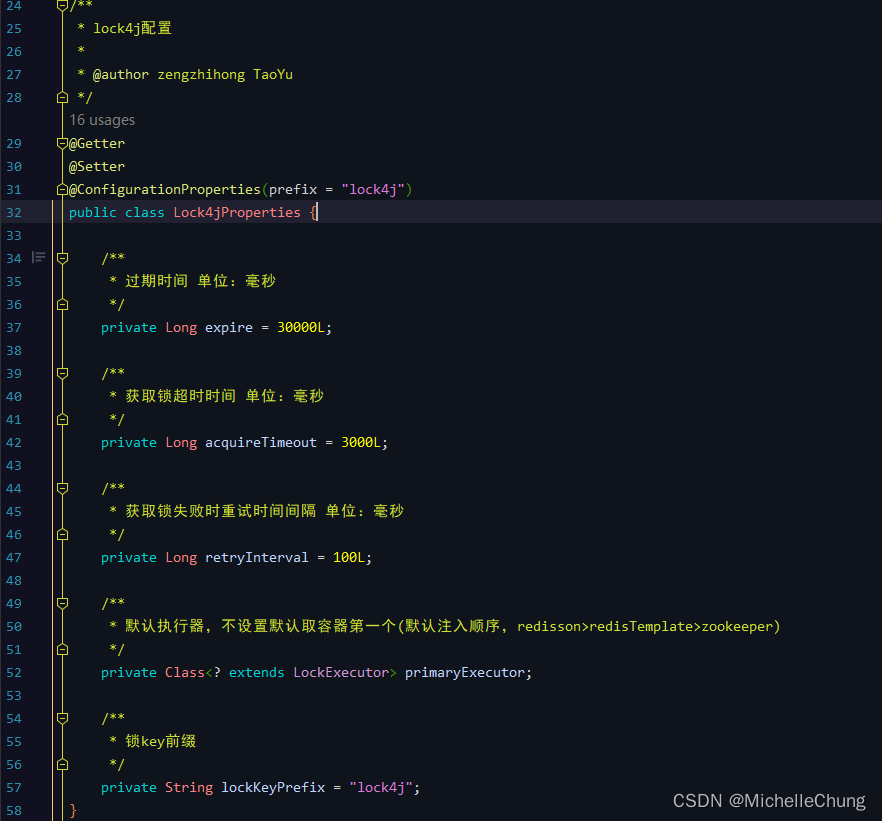 24 /**
25  * lock4j配置
26  *
27  * @author zengzhihong TaoYu
28  */
16 usages
29 @Getter
30 @Setter
31 @ConfigurationProperties(prefix = "lock4j")
32 public class Lock4jProperties {
33
34     /**
35      * 过期时间 单位：毫秒
36      */
37     private Long expire = 30000L;
38
39     /**
40      * 获取锁超时时间 单位：毫秒
41      */
42     private Long acquireTimeout = 3000L;
43
44     /**
45      * 获取锁失败时重试时间间隔 单位：毫秒
46      */
47     private Long retryInterval = 100L;
48
49     /**
50      * 默认执行器，不设置默认取容器第一个(默认注入顺序，redisson>redisTemplate>zookeeper)
51      */
52     private Class<? extends LockExecutor> primaryExecutor;
53
54     /**
55      * 锁key前缀
56      */
57     private String lockKeyPrefix = "lock4j";
58 }
CSDN @MichelleChung